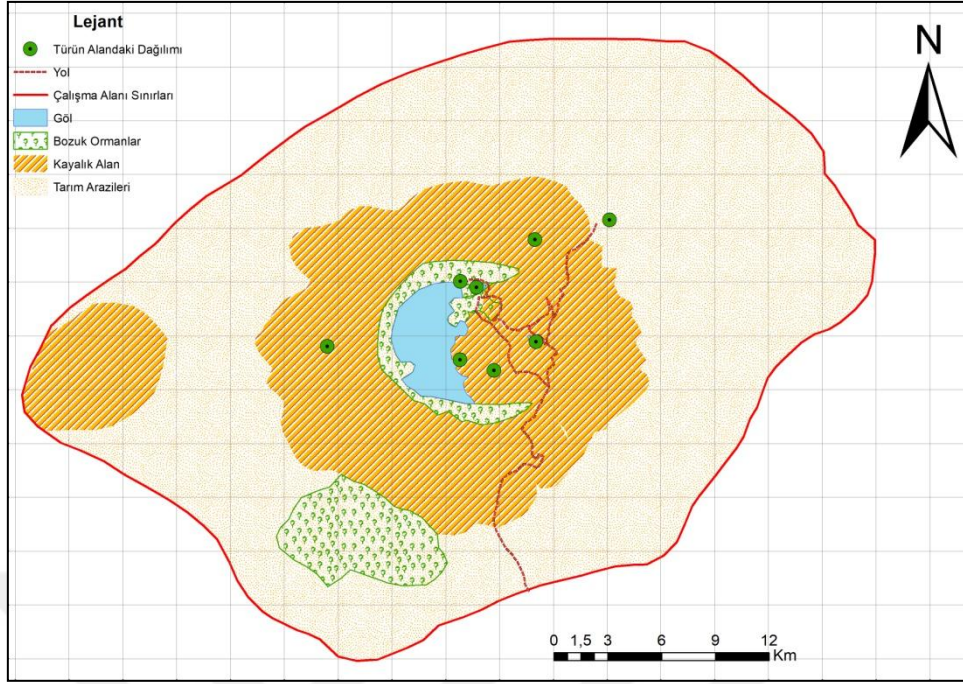 Lejant
Türün Alandaki Dağılımı
Yol
Çalışma Alanı Sınırları
Göl
Bozuk Ormanlar
Kayalık Alan
Tarım Arazileri
N
0 1,5 3 6 9 12
Km